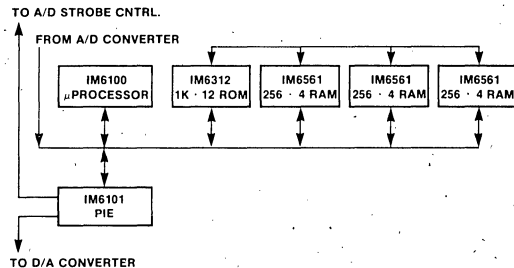 TO A/D STROBE CNTRL.
FROM A/D CONVERTER
IM6100
μPROCESSOR
IM6312
1K · 12 ROM
IM6561
256 · 4 RAM
IM6561
256 · 4 RAM
IM6561
256 · 4 RAM
IM6101
PIE
TO D/A CONVERTER